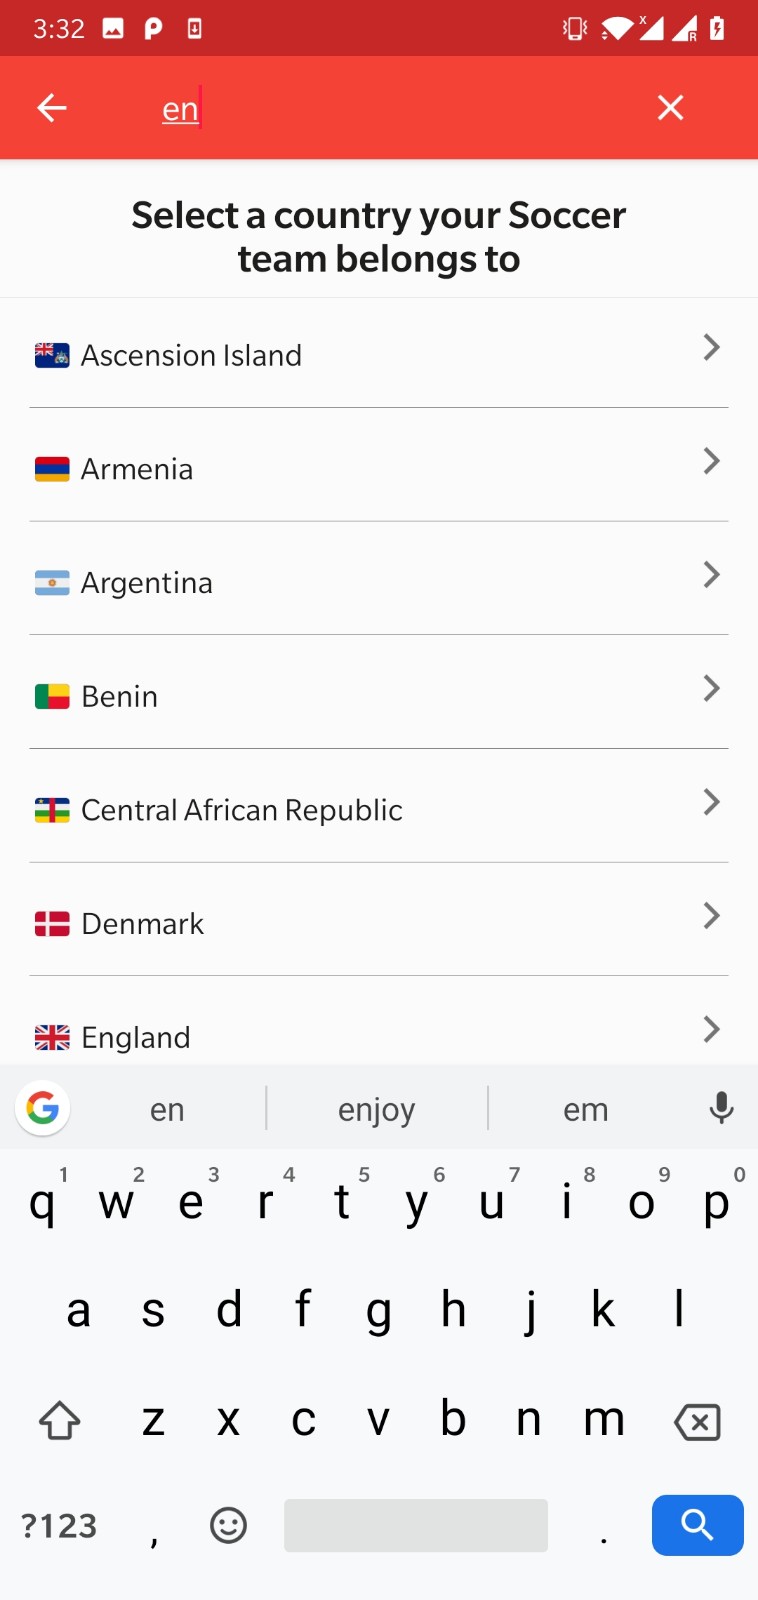 3:32
en
Select a country your Soccer
team belongs to
Ascension Island
Armenia
Argentina
Benin
Central African Republic
Denmark
England
en enjoy em
1 2 3 4 5 6 7 8 9 0
q w e r t y u i o p
a s d f g h j k l
z x c v b n m
?123 , .